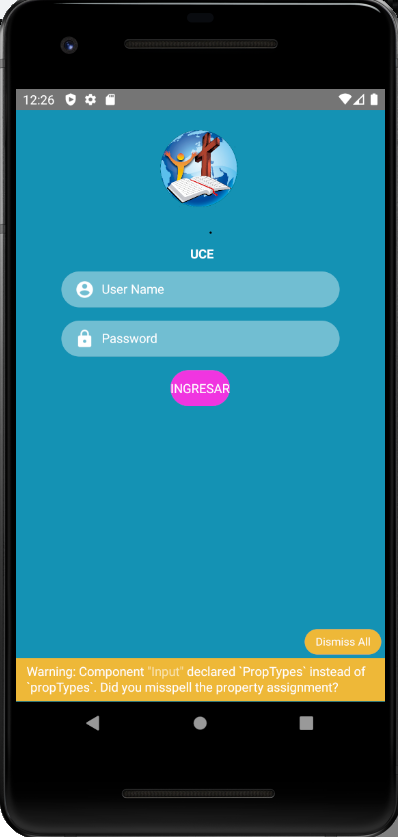 12:26
UCE
User Name
Password
INGRESAR
Dismiss All
Warning: Component "Input" declared `PropTypes` instead of
`propTypes`. Did you misspell the property assignment?